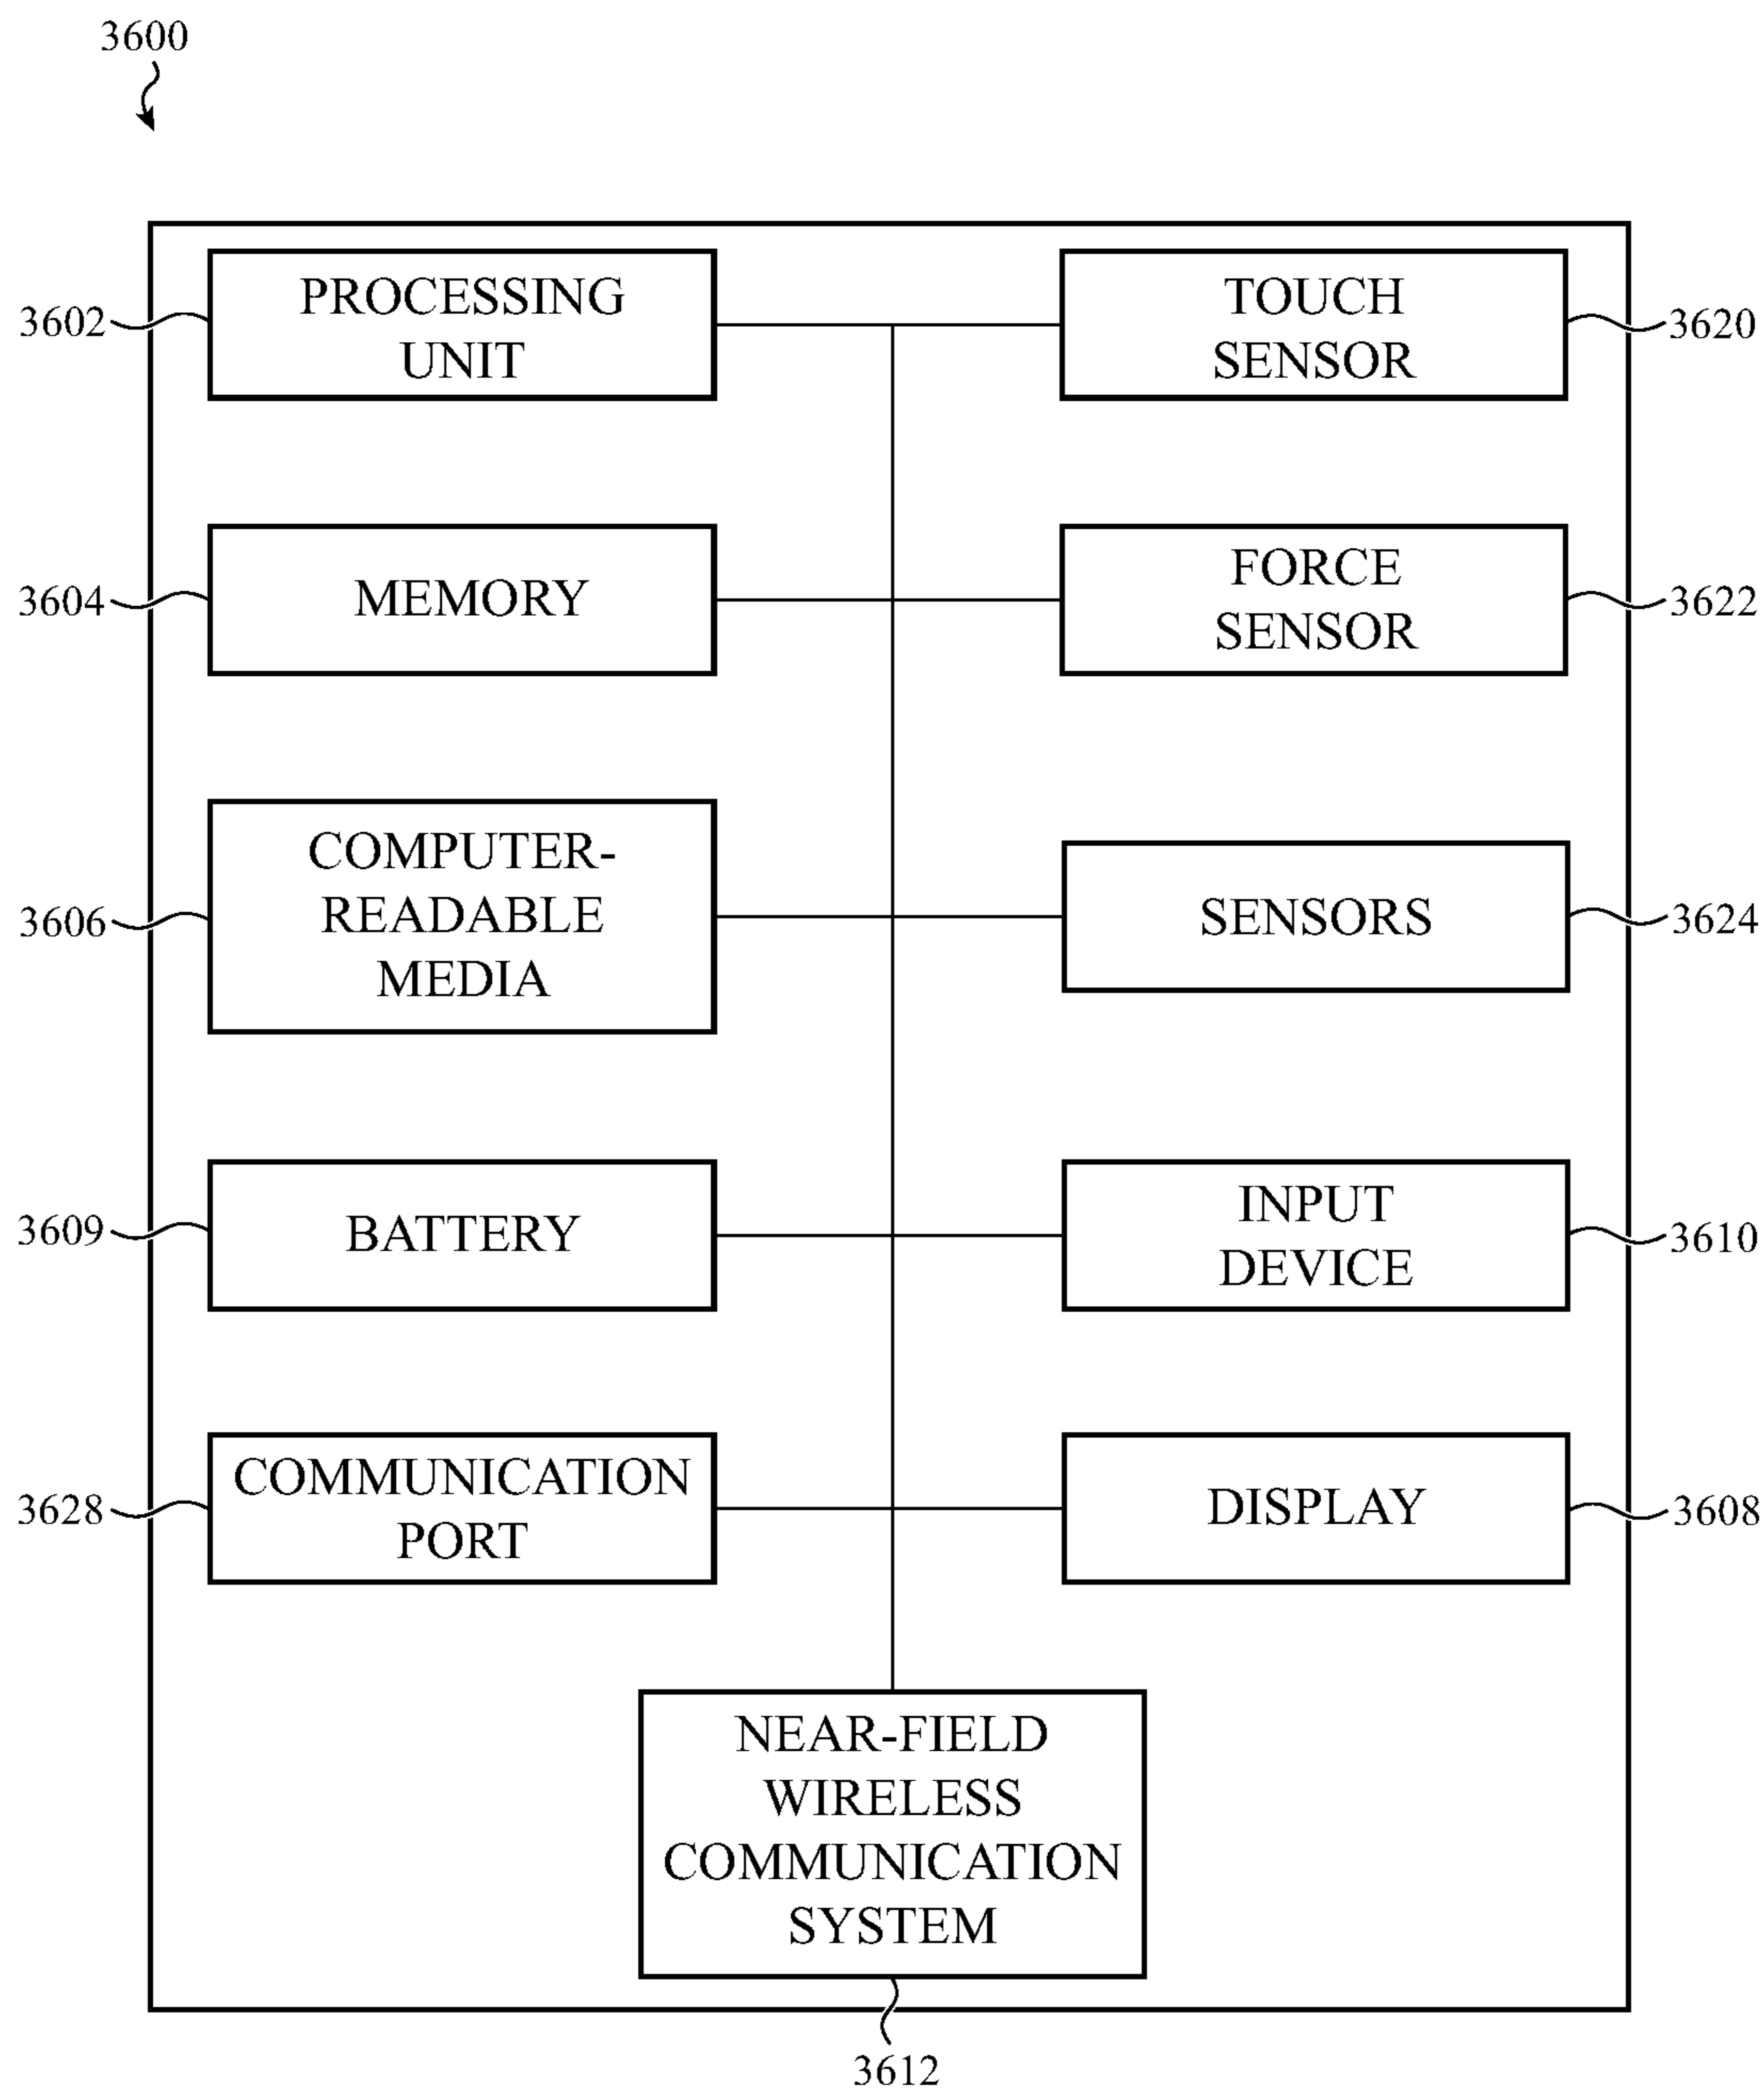 3600
3602
PROCESSING
UNIT
TOUCH
SENSOR
3620
3604
MEMORY
FORCE
SENSOR
3622
3606
COMPUTER-
READABLE
MEDIA
SENSORS
3624
3609
BATTERY
INPUT
DEVICE
3610
3628
COMMUNICATION
PORT
DISPLAY
3608
NEAR-FIELD
WIRELESS
COMMUNICATION
SYSTEM
3612